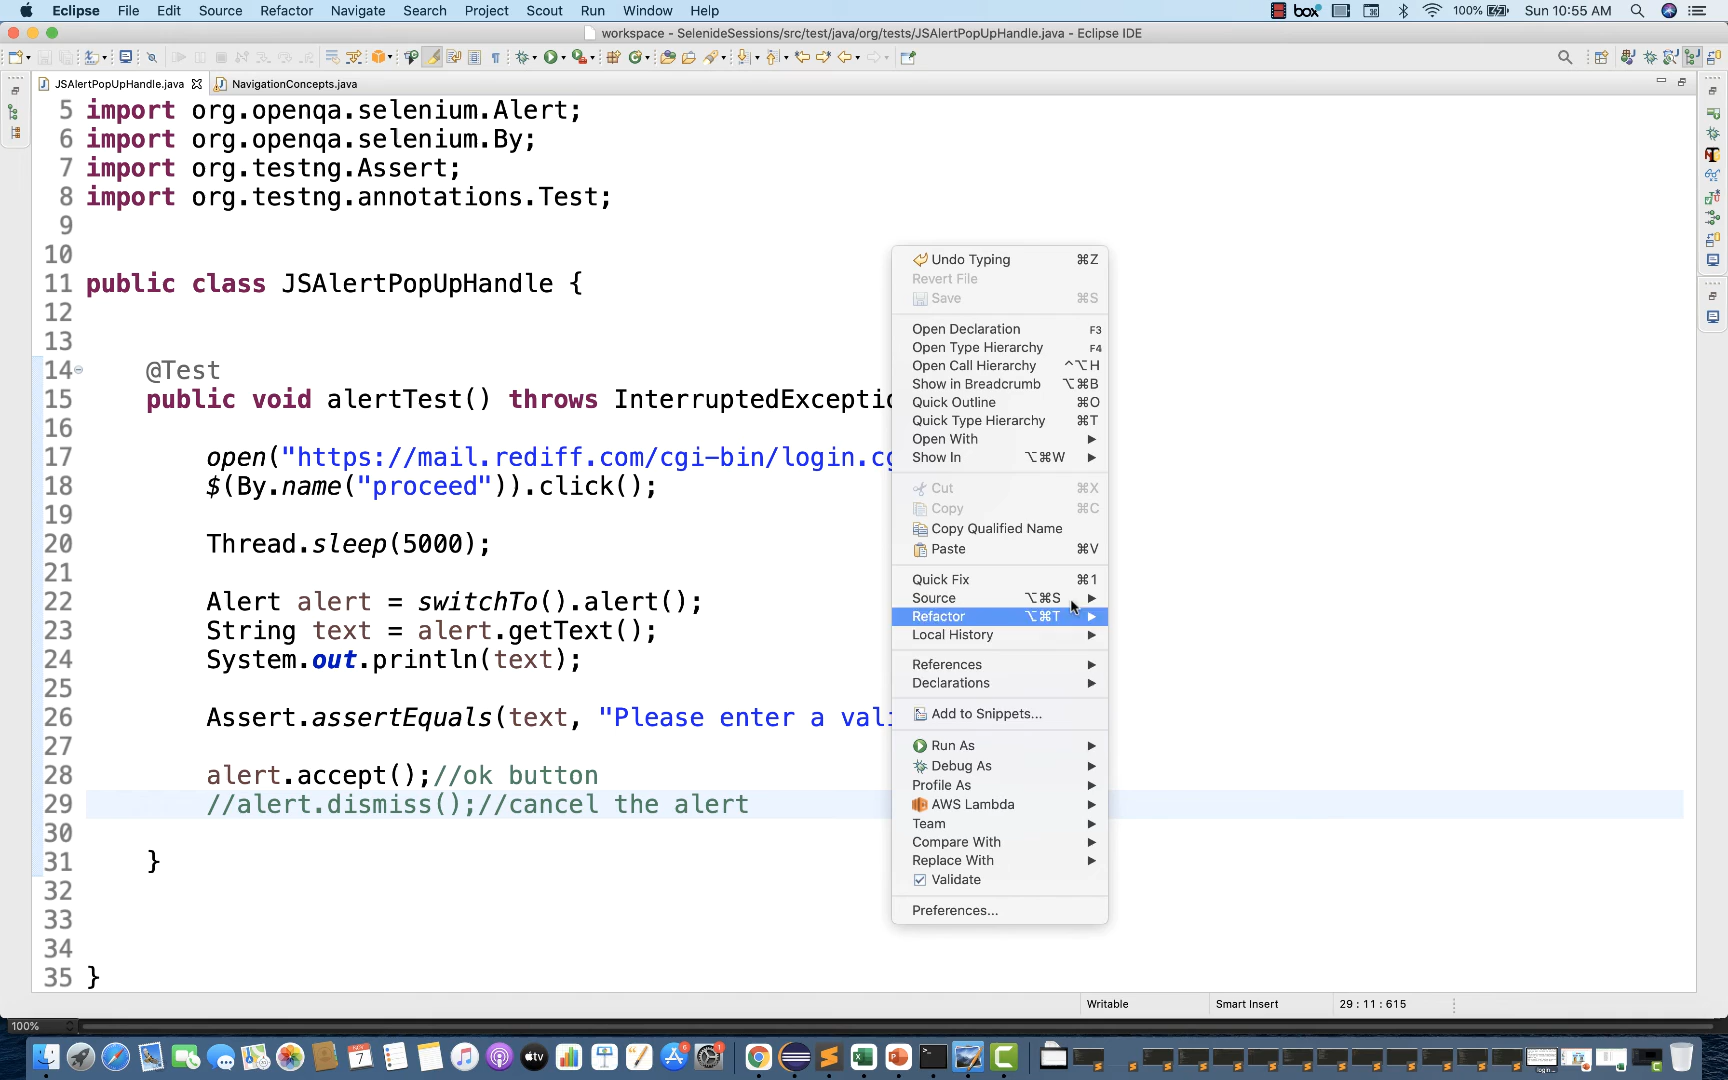 Eclipse File Edit Source Refactor Navigate Search Project Scout Run Window Help box 100% Sun 10:55 AM
workspace - SelenideSessions/src/test/java/org/tests/JSAlertPopUpHandle.java - Eclipse IDE
JSAlertPopUpHandle.java NavigationConcepts.java
5 import org.openqa.selenium.Alert;
6 import org.openqa.selenium.By;
7 import org.testng.Assert;
8 import org.testng.annotations.Test;
9
10
11 public class JSAlertPopUpHandle {
12
13
14 @Test
15 public void alertTest() throws InterruptedExceptio
16
17 open("https://mail.rediff.com/cgi-bin/login.cg
18 $(By.name("proceed")).click();
19
20 Thread.sleep(5000);
21
22 Alert alert = switchTo().alert();
23 String text = alert.getText();
24 System.out.println(text);
25
26 Assert.assertEquals(text, "Please enter a vali
27
28 alert.accept();//ok button
29 //alert.dismiss();//cancel the alert
30
31 }
32
33
34
35 }
Undo Typing ⌘Z
Revert File
Save ⌘S
Open Declaration F3
Open Type Hierarchy F4
Open Call Hierarchy ^⌥H
Show in Breadcrumb ⌥⌘B
Quick Outline ⌘O
Quick Type Hierarchy ⌘T
Open With
Show In ⌥⌘W
Cut ⌘X
Copy ⌘C
Copy Qualified Name
Paste ⌘V
Quick Fix ⌘1
Source ⌥⌘S
Refactor ⌥⌘T
Local History
References
Declarations
Add to Snippets...
Run As
Debug As
Profile As
AWS Lambda
Team
Compare With
Replace With
Validate
Preferences...
Writable Smart Insert 29 : 11 : 615
100%